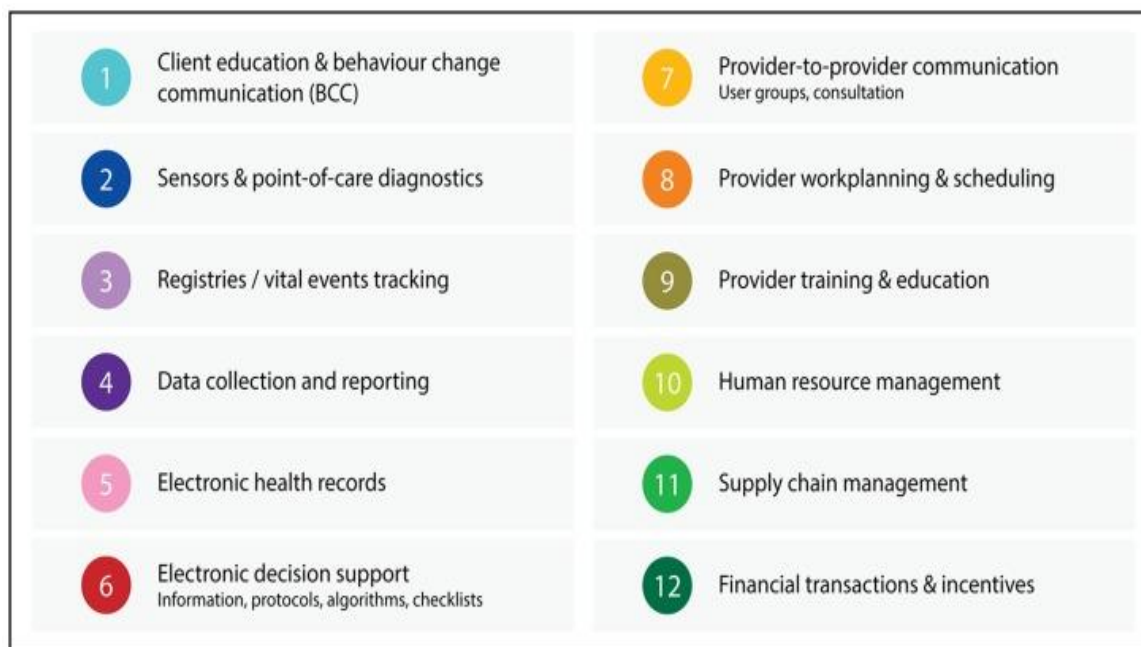 1
Client education & behaviour change
communication (BCC)
2
Sensors & point-of-care diagnostics
3
Registries / vital events tracking
4
Data collection and reporting
5
Electronic health records
6
Electronic decision support
Information, protocols, algorithms, checklists
7
Provider-to-provider communication
User groups, consultation
8
Provider workplanning & scheduling
9
Provider training & education
10
Human resource management
11
Supply chain management
12
Financial transactions & incentives